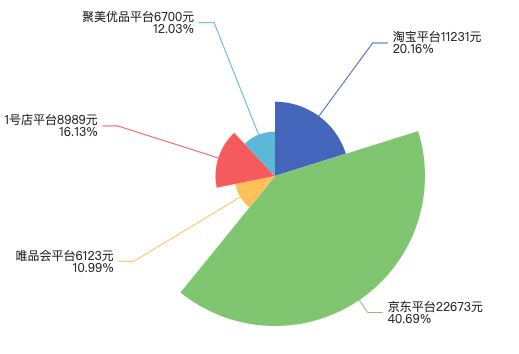 聚美优品平台6700元
12.03%
淘宝平台11231元
20.16%
1号店平台8989元
16.13%
唯品会平台6123元
10.99%
京东平台22673元
40.69%